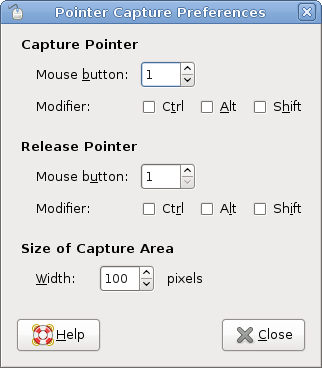 Pointer Capture Preferences
Capture Pointer
Mouse button: 1
Modifier: Ctrl Alt Shift
Release Pointer
Mouse button: 1
Modifier: Ctrl Alt Shift
Size of Capture Area
Width: 100 pixels
Help Close